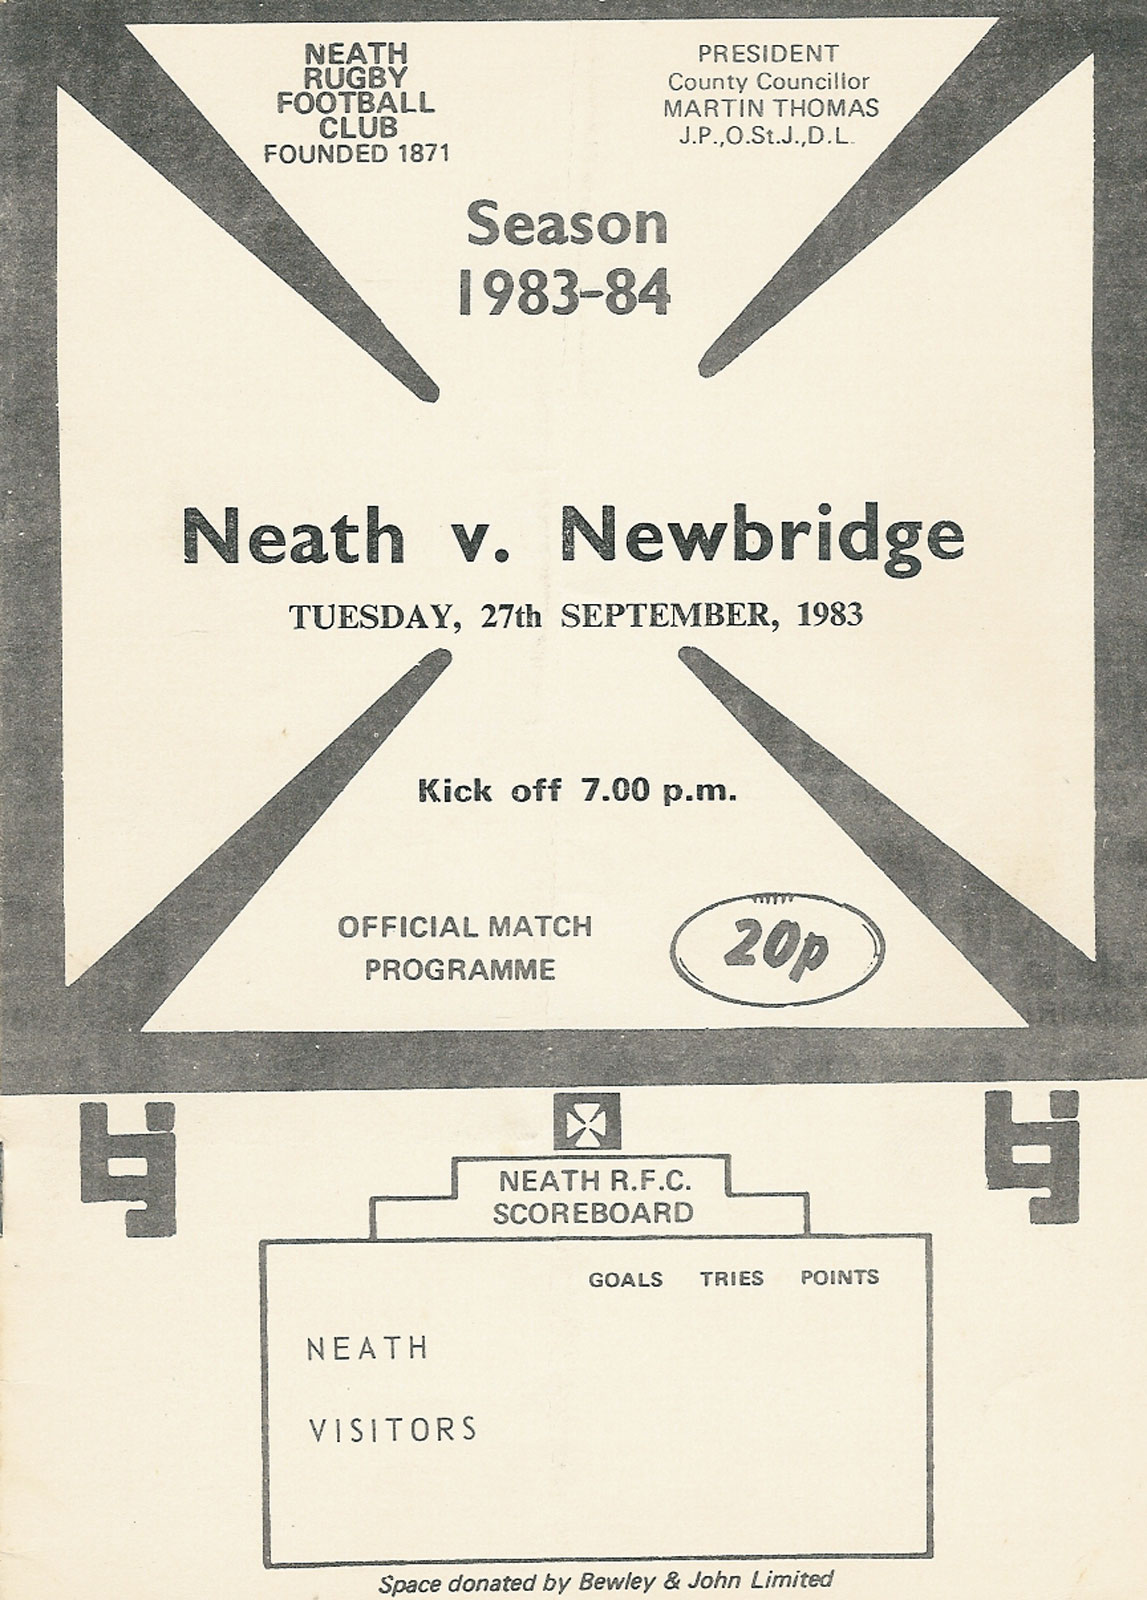 NEATH
RUGBY
FOOTBALL
CLUB
FOUNDED 1871
PRESIDENT
County Councillor
MARTIN THOMAS
J.P.,O.St.J.,D.L.
Season
1983-84
Neath v. Newbridge
TUESDAY, 27th SEPTEMBER, 1983
Kick off 7.00 p.m.
OFFICIAL MATCH
PROGRAMME
20p
NEATH R.F.C.
SCOREBOARD
GOALS TRIES POINTS
NEATH
VISITORS
Space donated by Bewley & John Limited